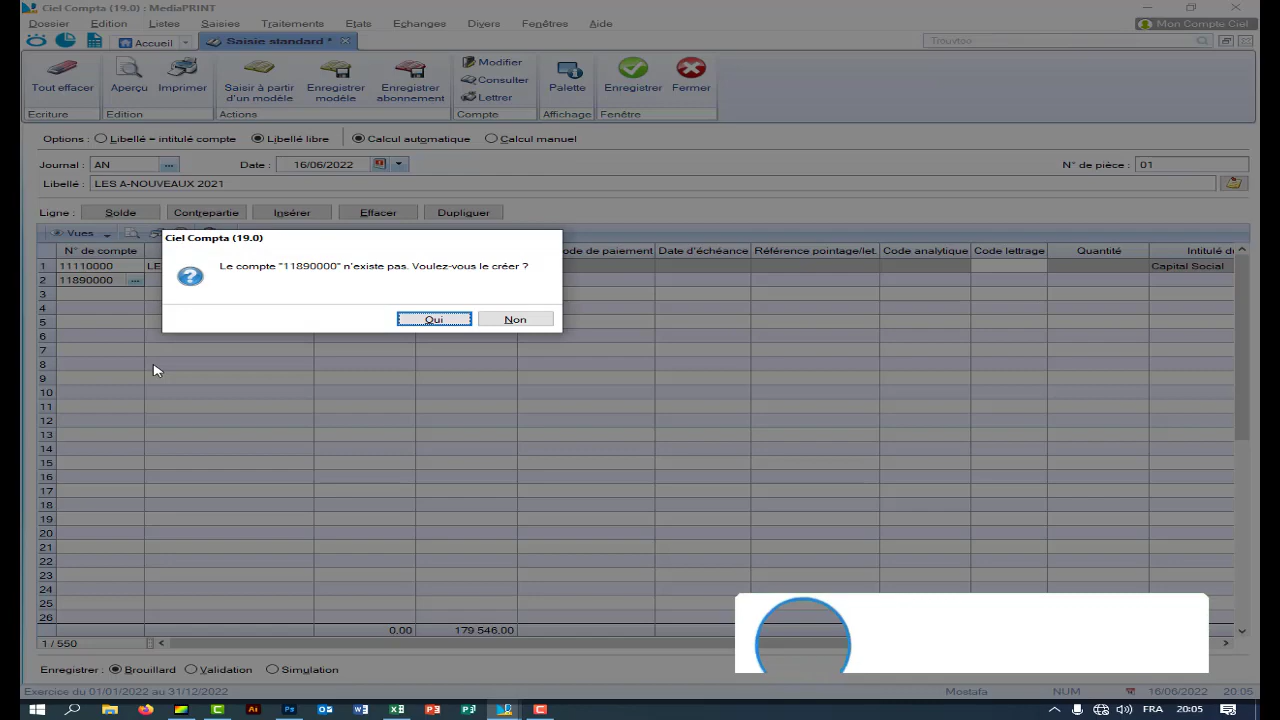 Ciel Compta (19.0) : MediaPRINT
Dossier Edition Listes Saisies Traitements Etats Echanges Divers Fenêtres Aide
Mon Compte Ciel
Accueil Saisie standard *
Trouvtoo
Tout effacer Aperçu Imprimer Saisir à partir d'un modèle Enregistrer modèle Enregistrer abonnement Modifier Consulter Lettrer Palette Enregistrer Fermer
Ecriture Edition Actions Compte Affichage Fenêtre
Options : Libellé = intitulé compte Libellé libre Calcul automatique Calcul manuel
Journal : AN ... Date : 16/06/2022 N° de pièce : 01
Libellé : LES A-NOUVEAUX 2021
Ligne : Solde Contrepartie Insérer Effacer Dupliquer
Vues
Ciel Compta (19.0)
Le compte "11890000" n'existe pas. Voulez-vous le créer ?
Oui Non
N° de compte ode de paiement Date d'échéance Référence pointage/let. Code analytique Code lettrage Quantité Intitulé du
1 11110000 LE Capital Social
2 11890000 ...
3
4
5
6
7
8
9
10
11
12
13
14
15
16
17
18
19
20
21
22
23
24
25
26
0.00 179 546.00
1 / 550
Enregistrer : Brouillard Validation Simulation
Exercice du 01/01/2022 au 31/12/2022 Mostafa NUM 16/06/2022 20:05
FRA 20:05